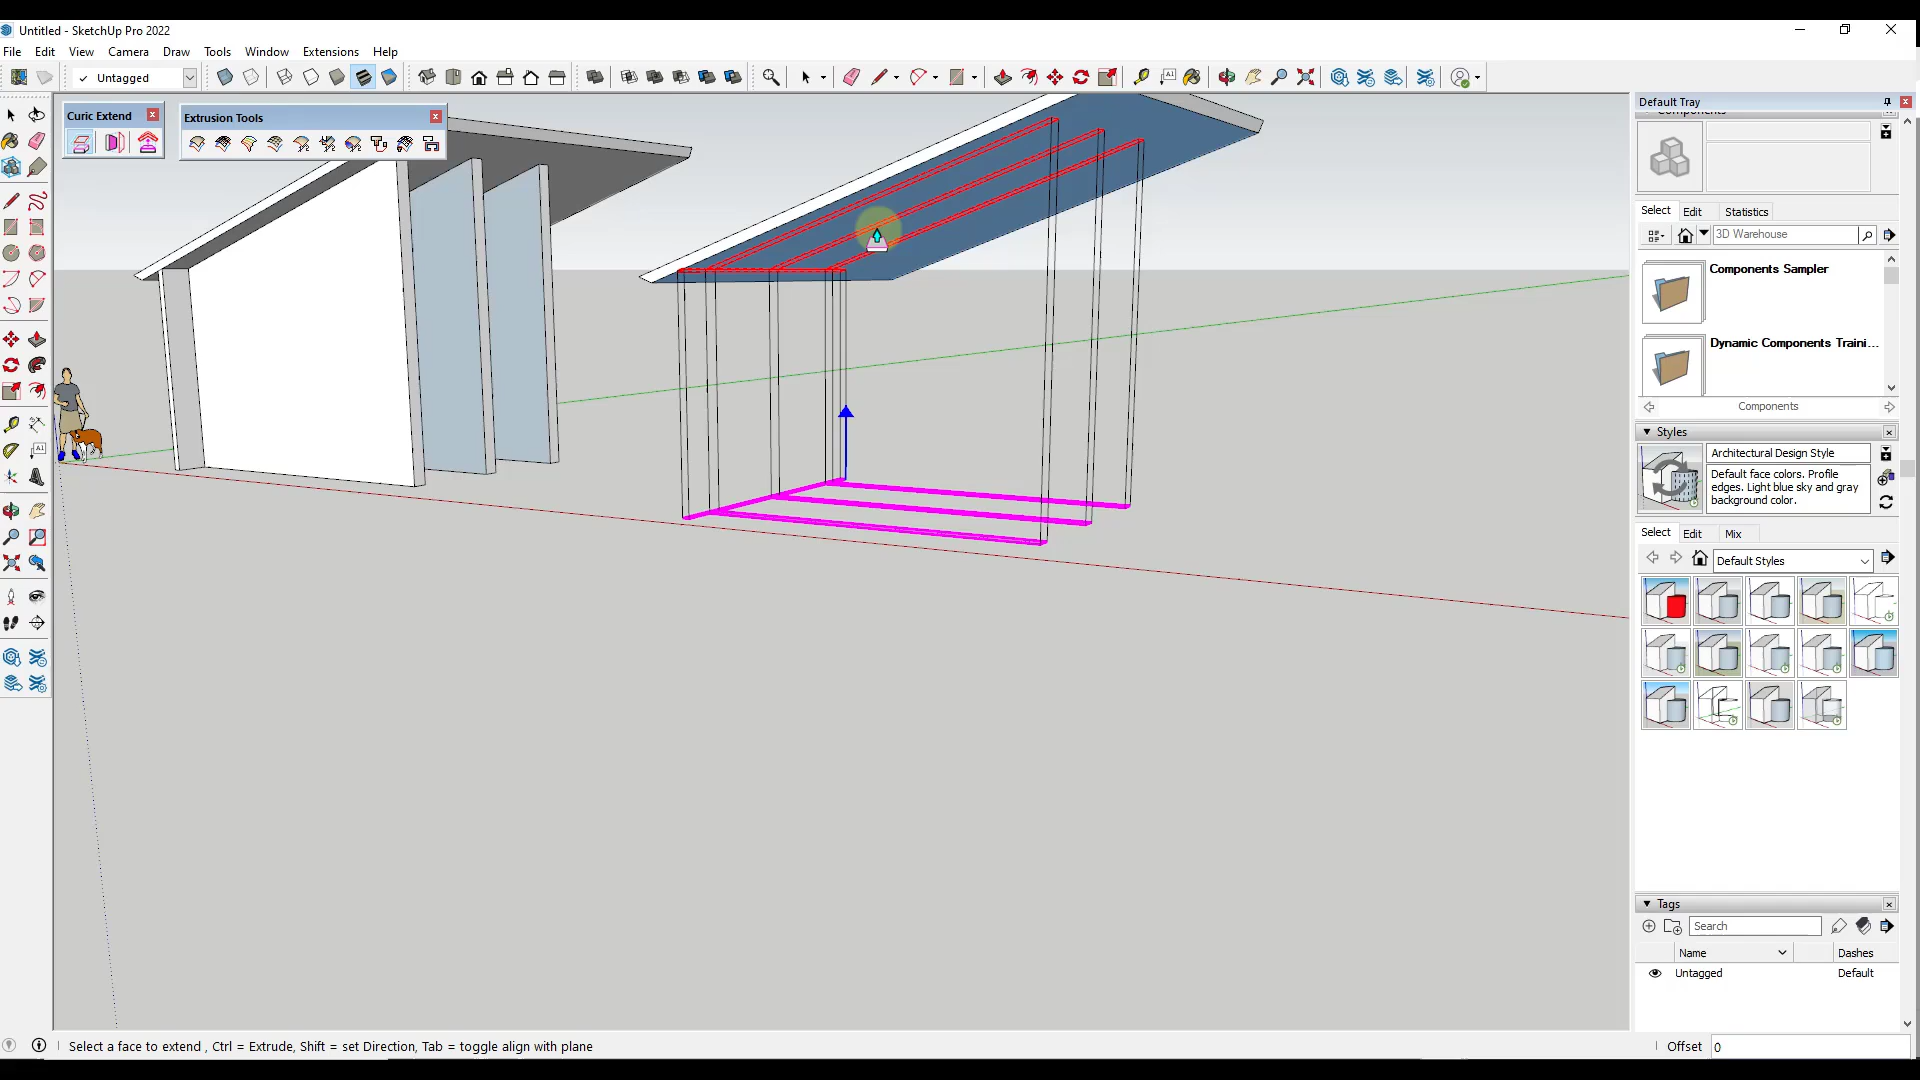 Untitled - SketchUp Pro 2022
File Edit View Camera Draw Tools Window Extensions Help
Untagged
Default Tray
Curic Extend
Extrusion Tools
Components
Select Edit Statistics
3D Warehouse
Components Sampler
Dynamic Components Traini...
Components
Styles
Architectural Design Style
Default face colors. Profile
edges. Light blue sky and gray
background color.
Select Edit Mix
Default Styles
Tags
Search
Name Dashes
Untagged Default
Select a face to extend , Ctrl = Extrude, Shift = set Direction, Tab = toggle align with plane
Offset 0